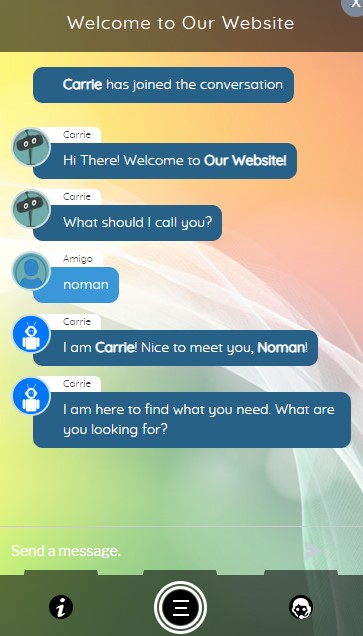 X
Welcome to Our Website
Carrie has joined the conversation
Carrie
Hi There! Welcome to Our Website!
Carrie
What should I call you?
Amigo
noman
Carrie
I am Carrie! Nice to meet you, Noman!
Carrie
I am here to find what you need. What are
you looking for?
Send a message.